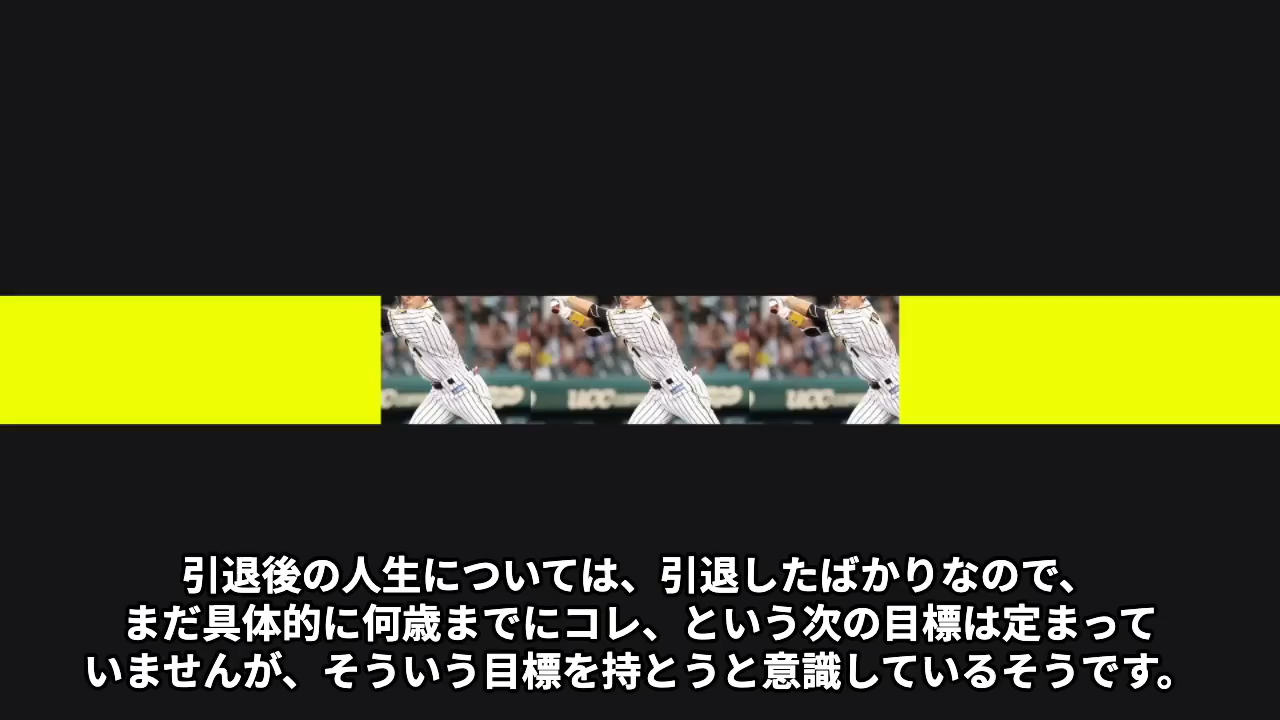 UCC
UCC
引退後の人生については、引退したばかりなので、
まだ具体的に何歳までにコレ、という次の目標は定まって
いませんが、そういう目標を持とうと意識しているそうです。